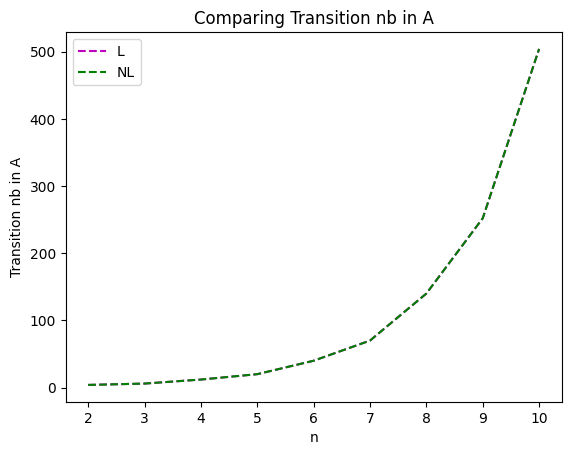 Comparing Transition nb in A
L
NL
Transition nb in A
500
400
300
200
100
0
2 3 4 5 6 7 8 9 10
n